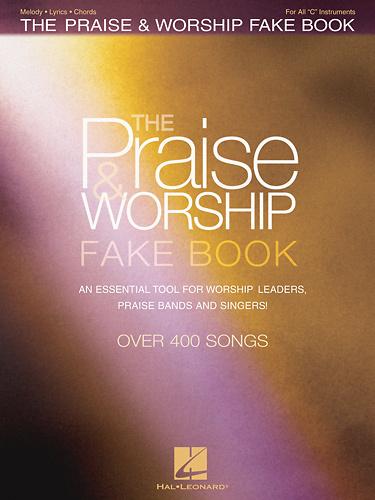 Melody • Lyrics • Chords
For All "C" Instruments
THE PRAISE & WORSHIP FAKE BOOK
THE
Praise
& WORSHIP
FAKE BOOK
AN ESSENTIAL TOOL FOR WORSHIP LEADERS,
PRAISE BANDS AND SINGERS!
OVER 400 SONGS
HAL•LEONARD®